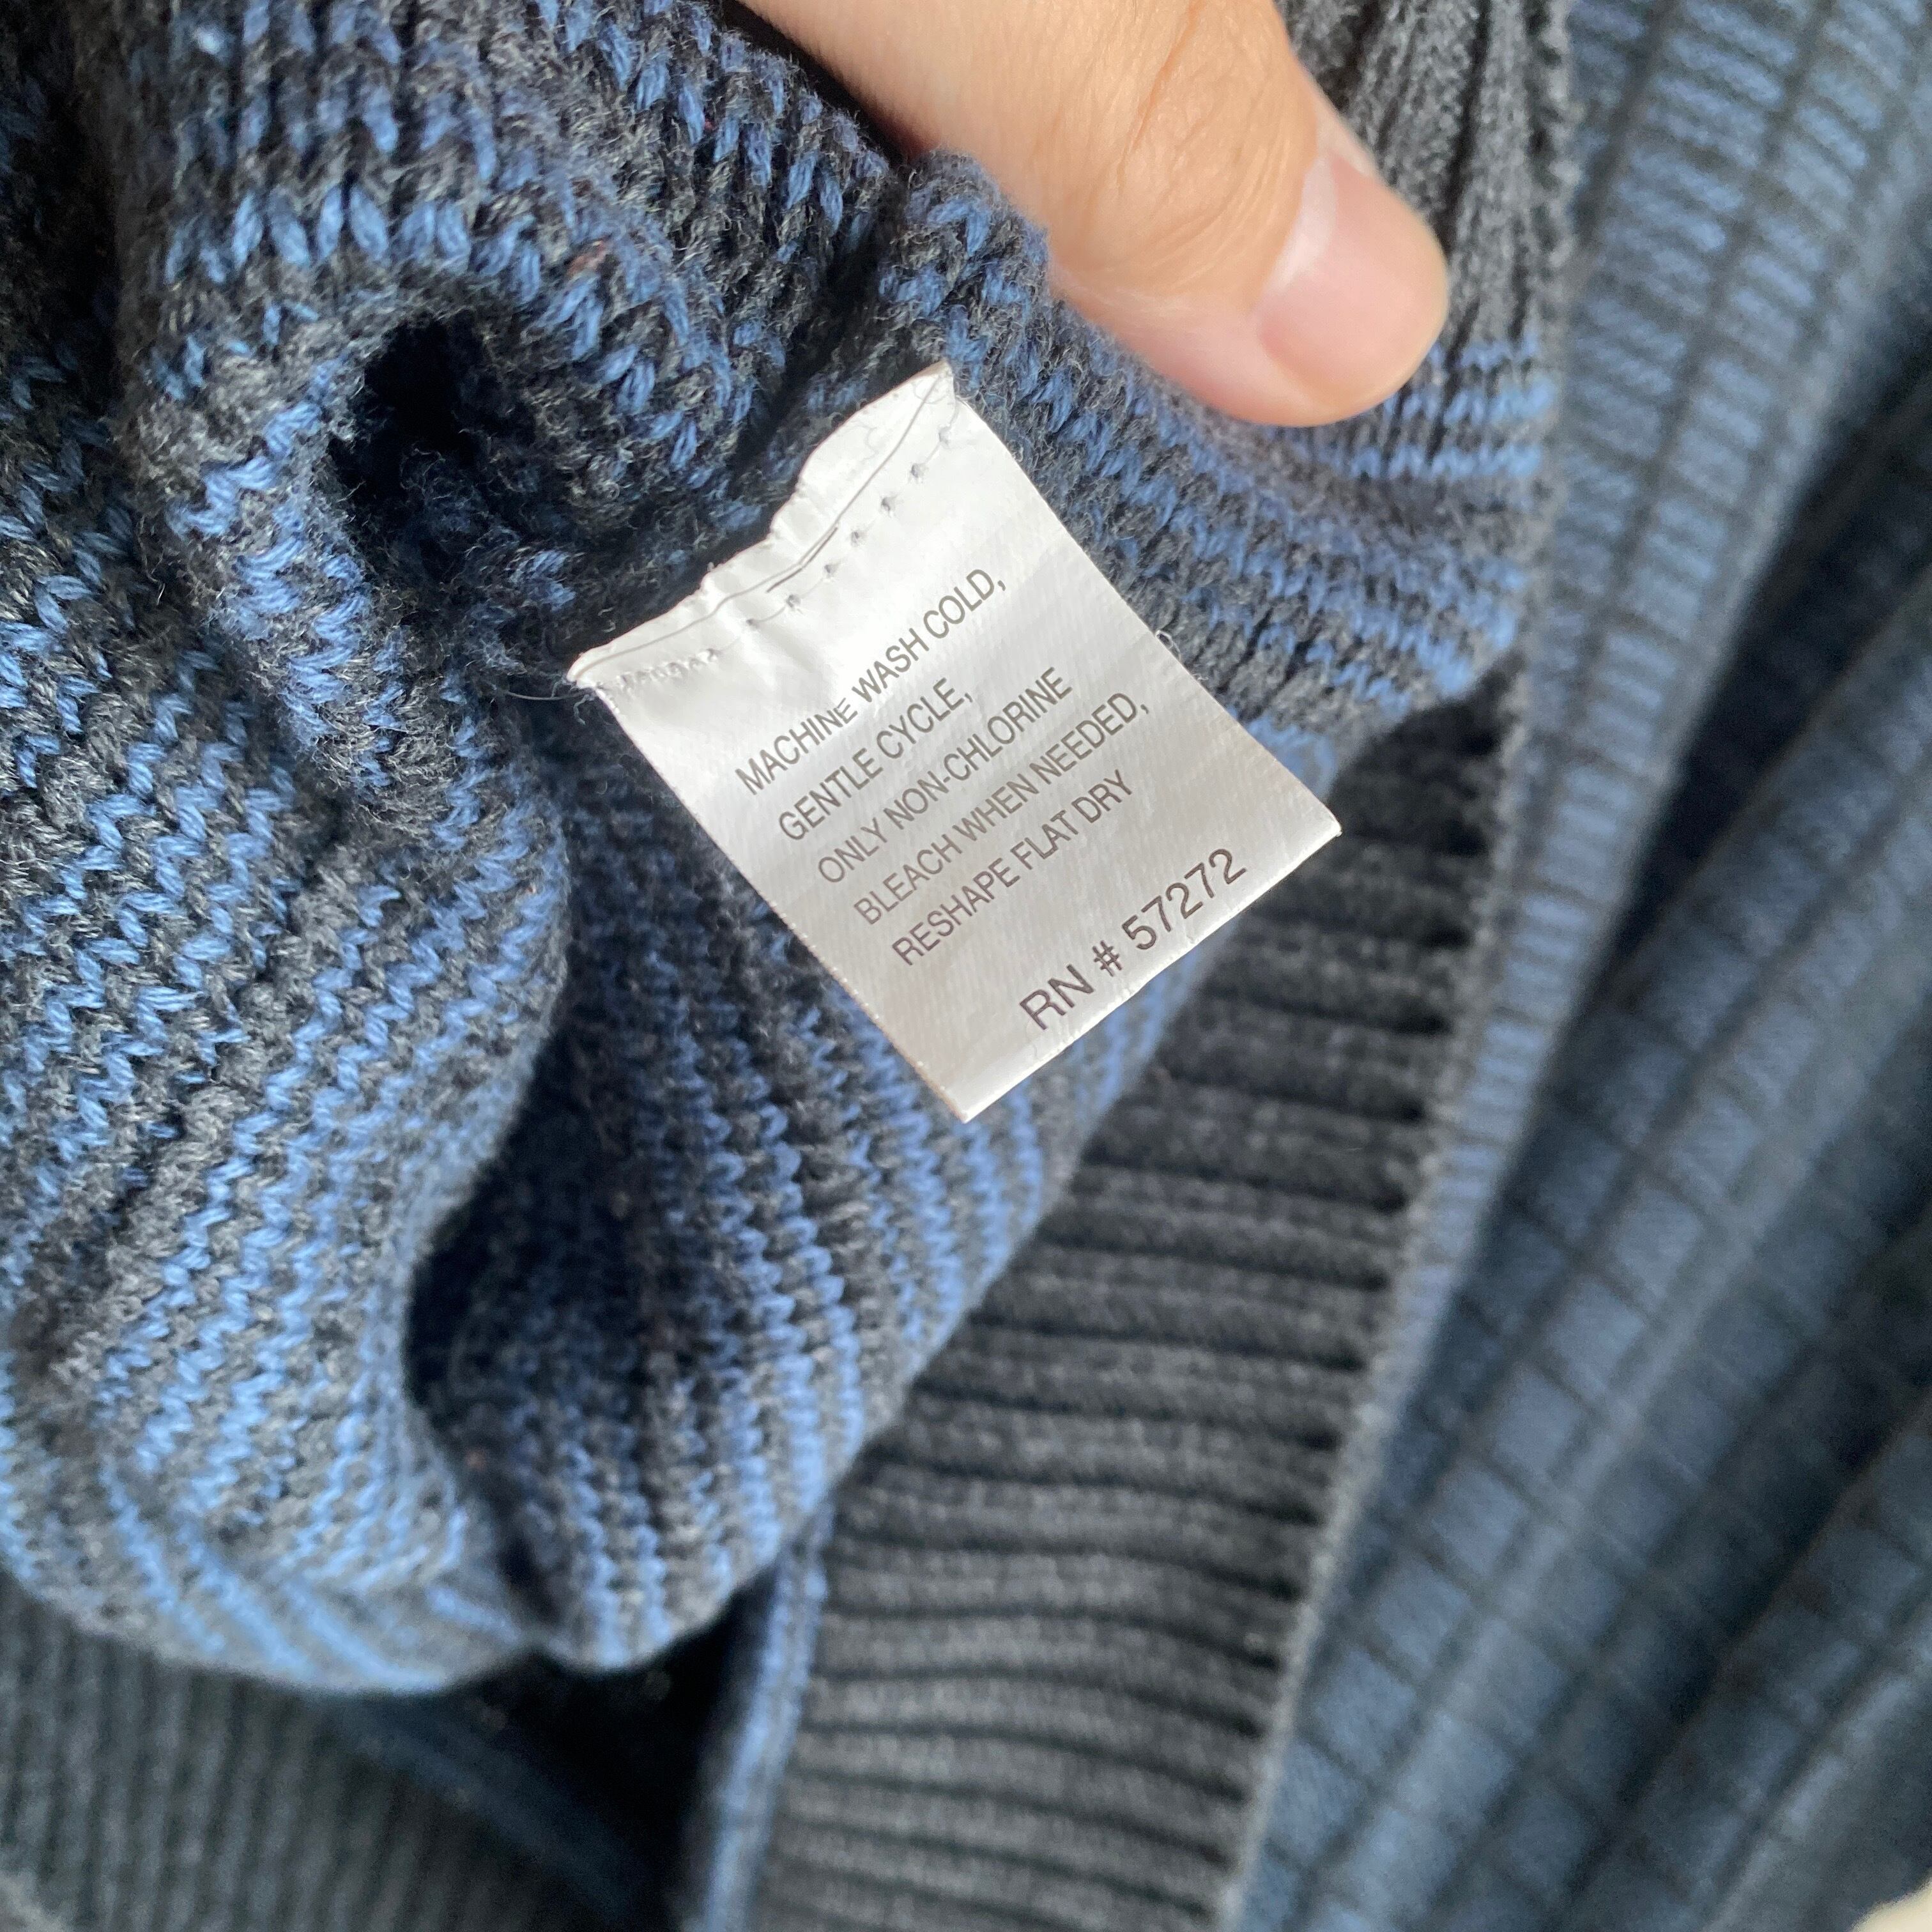 MACHINE WASH COLD,
GENTLE CYCLE,
ONLY NON-CHLORINE
BLEACH WHEN NEEDED,
RESHAPE FLAT DRY
RN # 57272